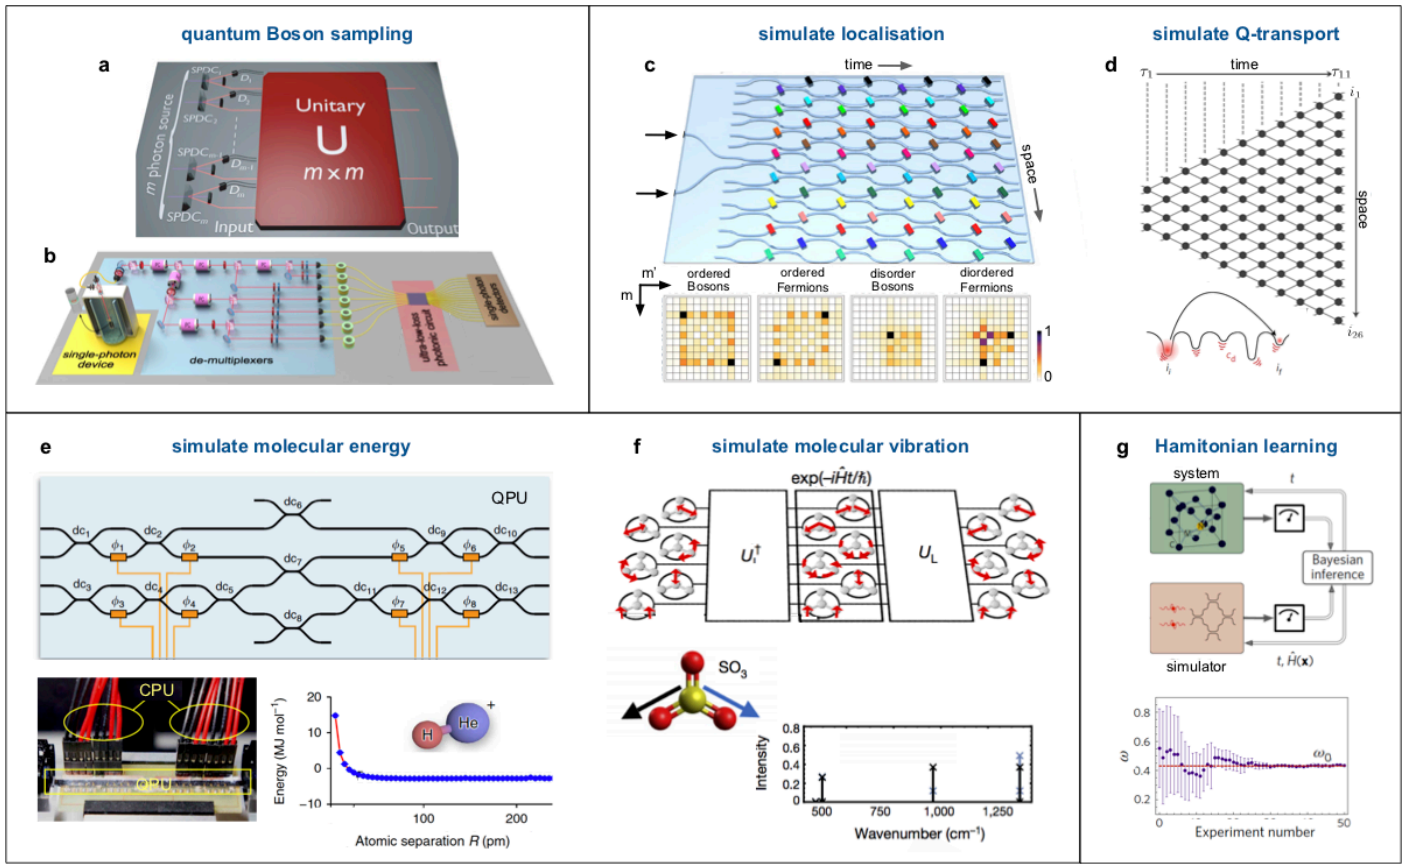 quantum Boson sampling
a
m photon source
SPDC1
D1
D2
SPDC2
SPDCm-1
Dm-1
Dm
SPDCm
Input
Unitary
U
m×m
Output
b
single-photon
device
de-multiplexers
ultra-low-loss
photonic circuit
single-photon
detectors
simulate localisation
c
time
space
m'
m
ordered
Bosons
ordered
Fermions
disorder
Bosons
diordered
Fermions
1
0
simulate Q-transport
d
τ1
time
τ11
i1
space
i26
ii
cd
if
e
simulate molecular energy
QPU
dc6
dc1
dc2
dc9
dc10
ϕ1
ϕ2
ϕ5
ϕ6
dc7
dc3
dc4
dc5
dc11
dc12
dc13
ϕ3
ϕ4
ϕ7
ϕ8
dc8
CPU
QPU
Energy (MJ mol⁻¹)
20
10
0
−10
100
200
Atomic separation R (pm)
H
He
+
f
simulate molecular vibration
exp(−iĤt/ħ)
UL
SO3
Intensity
0.8
0.6
0.4
0.2
0
500
750
1,000
1,250
Wavenumber (cm⁻¹)
g
Hamitonian learning
system
t
Bayesian
inference
simulator
t, Ĥ(x)
ω
0.8
0.6
0.4
0.2
ω0
0
50
Experiment number